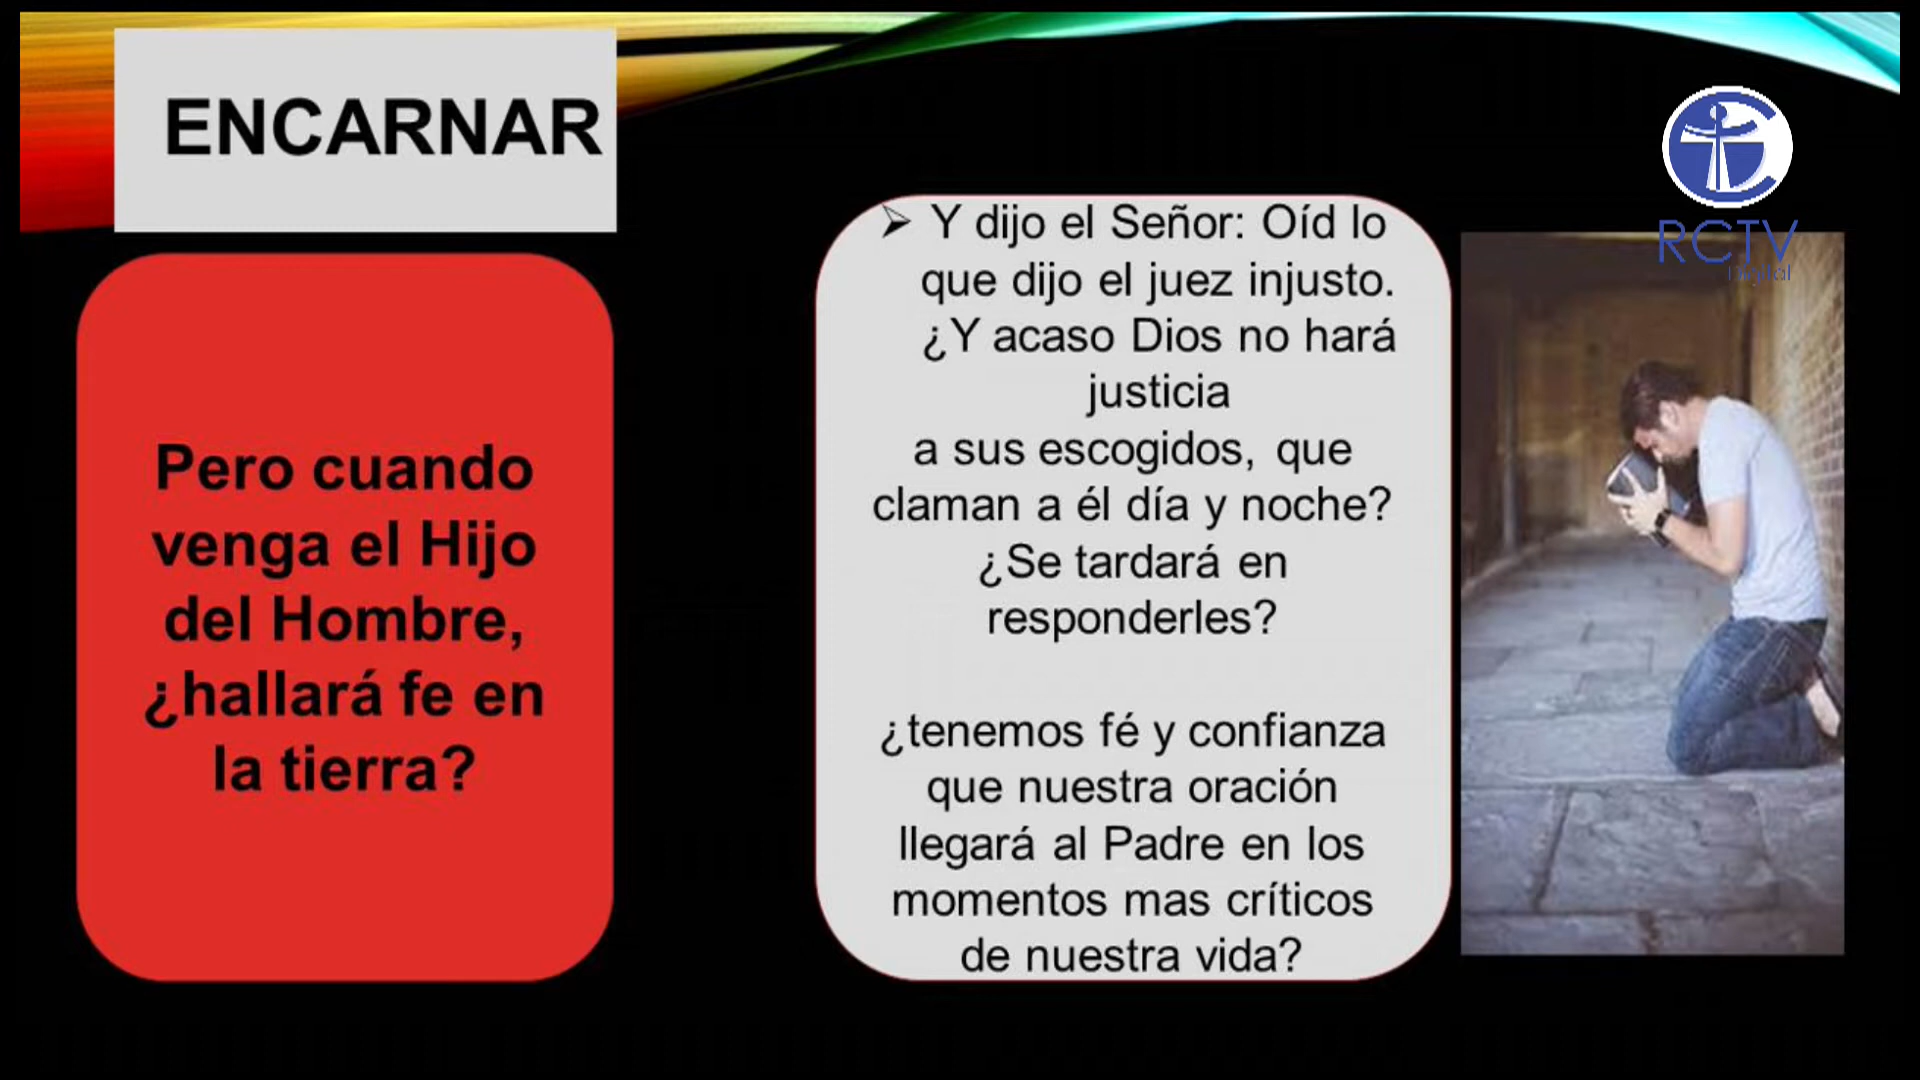 ENCARNAR
RCTV
Digital
Pero cuando
venga el Hijo
del Hombre,
¿hallará fe en
la tierra?
➢ Y dijo el Señor: Oíd lo
que dijo el juez injusto.
¿Y acaso Dios no hará
justicia
a sus escogidos, que
claman a él día y noche?
¿Se tardará en
responderles?
¿tenemos fé y confianza
que nuestra oración
llegará al Padre en los
momentos mas críticos
de nuestra vida?